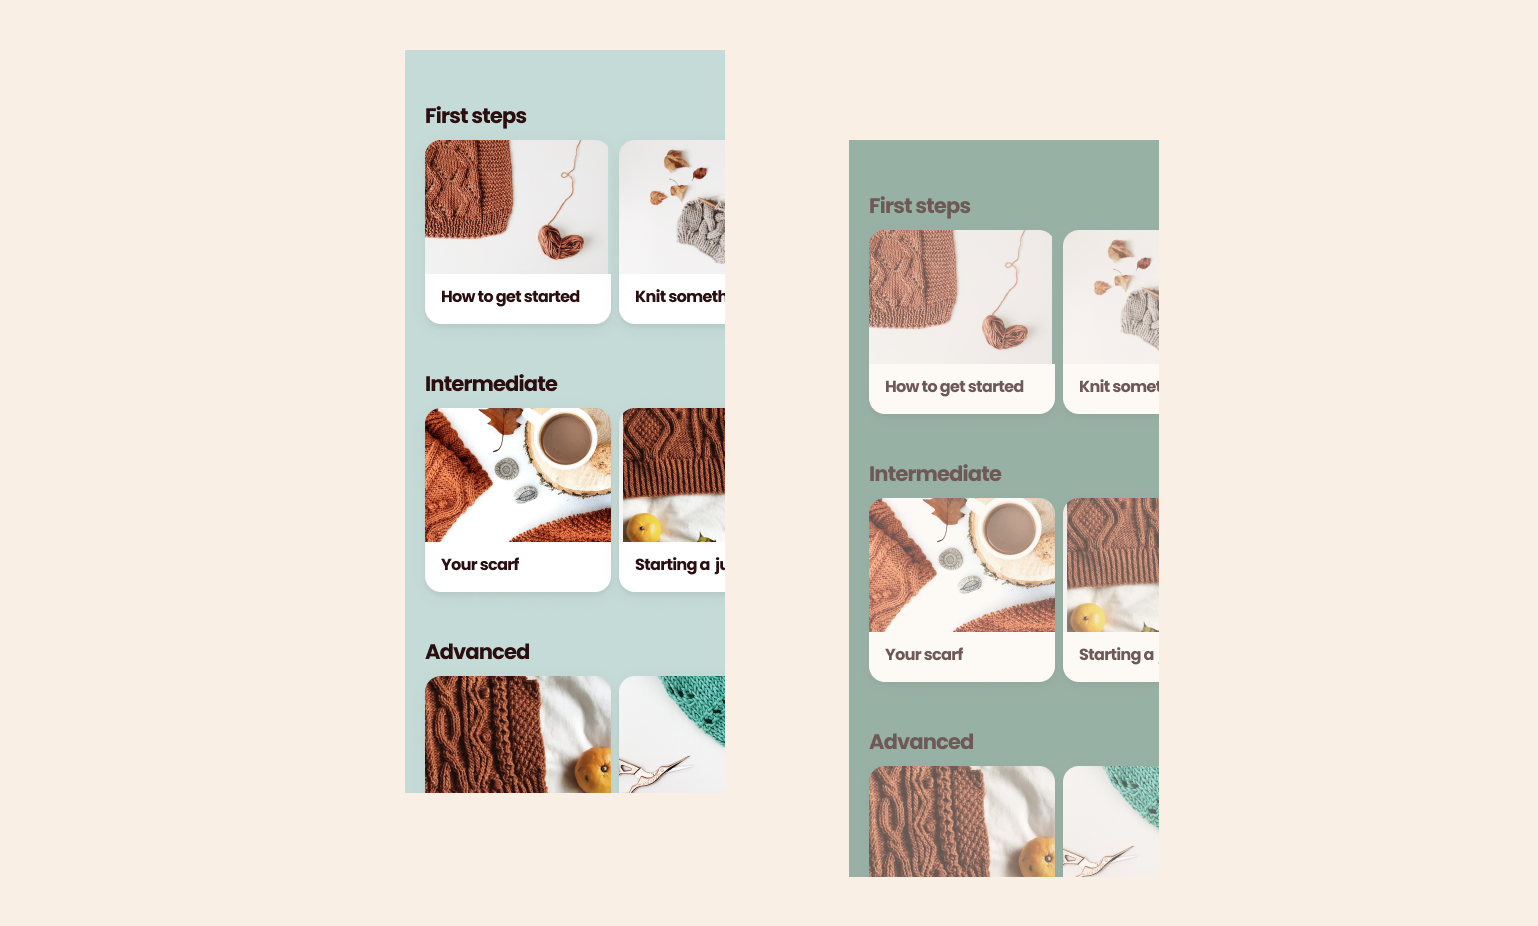 First steps
How to get started
Knit someth
Intermediate
Your scarf
Starting a ju
Advanced
First steps
How to get started
Knit somet
Intermediate
Your scarf
Starting a
Advanced